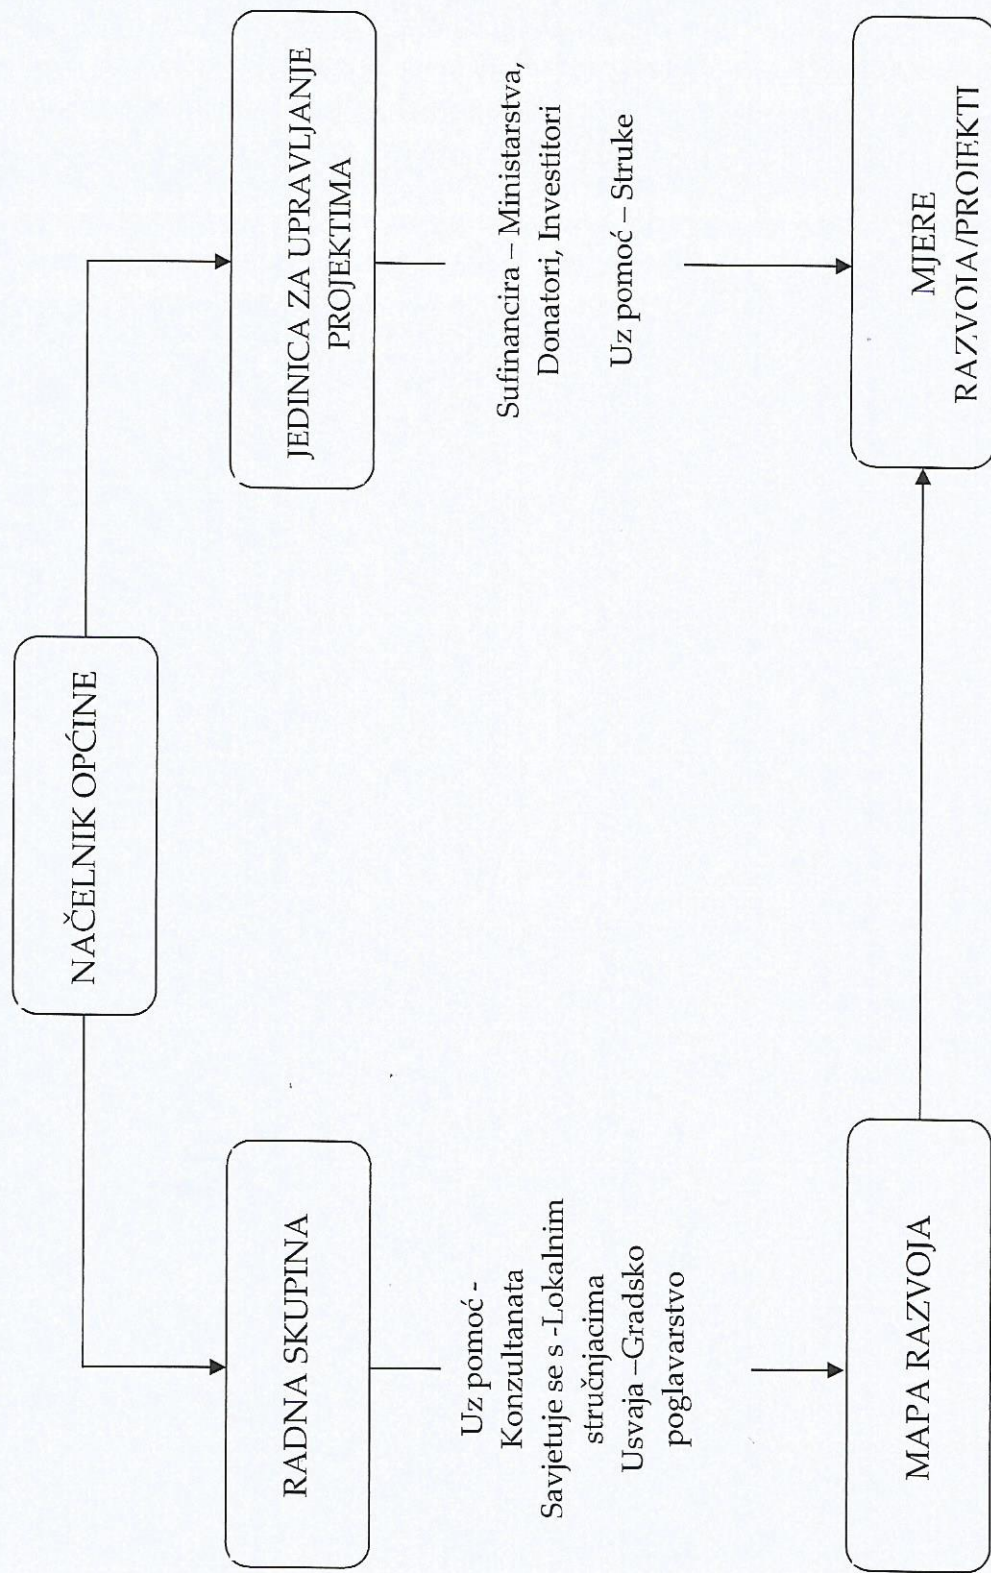 NAČELNIK OPĆINE
RADNA SKUPINA
JEDINICA ZA UPRAVLJANJE
PROJEKTIMA
Uz pomoć -
Konzultanata
Savjetuje se s -Lokalnim
stručnjacima
Usvaja –Gradsko
poglavarstvo
Sufinancira – Ministarstva,
Donatori, Investitori
Uz pomoć – Struke
MAPA RAZVOJA
MJERE
RAZVOJA/PROJEKTI